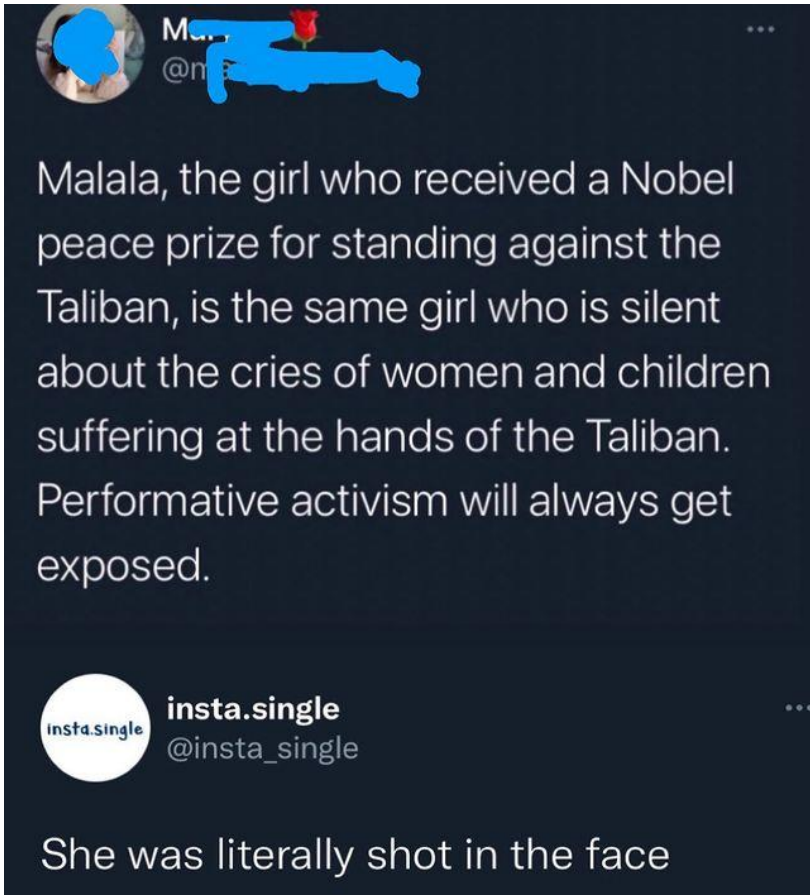 Malala, the girl who received a Nobel
peace prize for standing against the
Taliban, is the same girl who is silent
about the cries of women and children
suffering at the hands of the Taliban.
Performative activism will always get
exposed.
insta.single
insta.single
@insta_single
She was literally shot in the face